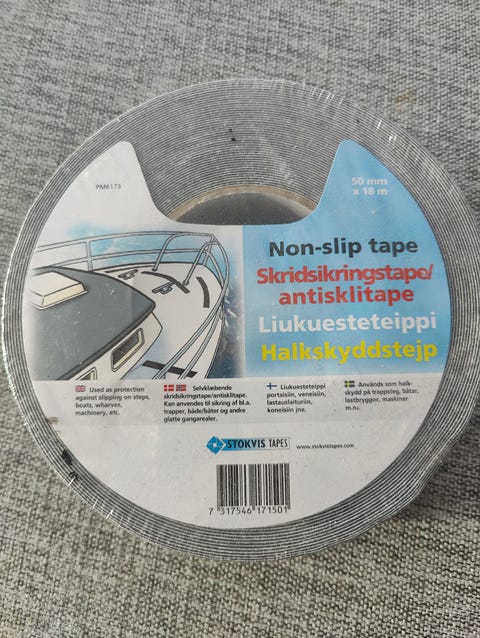 PM6173
50 mm
x 18 m
Non-slip tape
Skridsikringstape/
antisklitape
Liukuesteteippi
Halkskyddstejp
Used as protection
against slipping on steps,
boats, wharves,
machinery, etc.
Selvklæbende
skridsikringstape/antisklitape.
Kan anvendes til sikring af bl.a.
trapper, både/båter og andre
glatte gangarealer.
Liukuesteteippi
portaisiin, veneisiin,
lastauslaituriin,
koneisiin jne.
Används som halk-
skydd på trappsteg, båtar,
lastbryggor, maskiner
m.m.
STOKVIS TAPES
www.stokvistapes.com
7 317546 171501